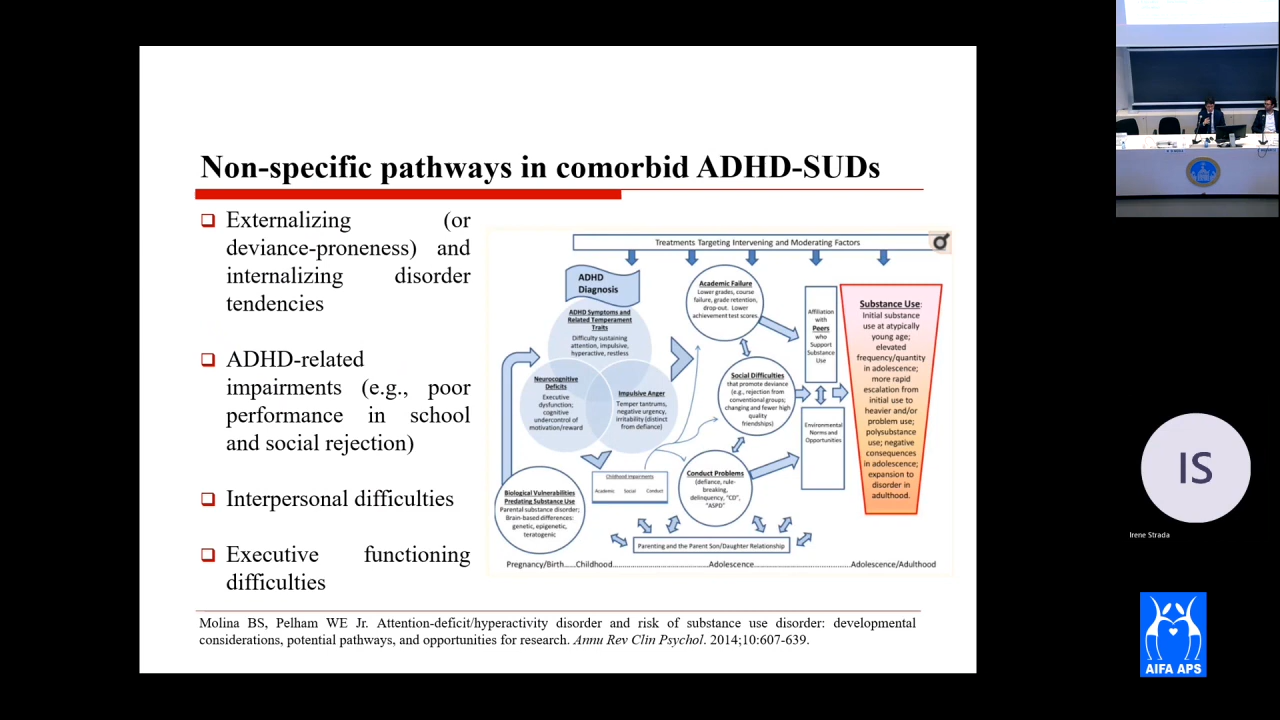 Non-specific pathways in comorbid ADHD-SUDs
Externalizing (or
deviance-proneness) and
internalizing disorder
tendencies
ADHD-related
impairments (e.g., poor
performance in school
and social rejection)
Interpersonal difficulties
Executive functioning
difficulties
Treatments Targeting Intervening and Moderating Factors
ADHD
Diagnosis
ADHD Symptoms and
Related Temperament
Traits
Difficulty sustaining
attention, impulsive,
hyperactive, restless
Neurocognitive
Deficits
Executive
dysfunction;
cognitive
undercontrol of
motivation/reward
Impulsive Anger
Temper tantrums,
negative urgency,
irritability (distinct
from defiance)
Biological Vulnerabilities
Predating Substance Use
Parental substance disorder;
Brain-based differences:
genetic, epigenetic,
teratogenic
Childhood Impairments
Academic Social Conduct
Academic Failure
Lower grades, course
failure, grade retention,
drop-out. Lower
achievement test scores.
Social Difficulties
that promote deviance
(e.g., rejection from
conventional groups;
changing and fewer high
quality
friendships)
Conduct Problems
(defiance, rule-
breaking,
delinquency, "CD",
"ASPD"
Affiliation
with
Peers
who
Support
Substance
Use
Environmental
Norms and
Opportunities
Substance Use:
Initial substance
use at atypically
young age;
elevated
frequency/quantity
in adolescence;
more rapid
escalation from
initial use to
heavier and/or
problem use;
polysubstance
use; negative
consequences
in adolescence;
expansion to
disorder in
adulthood.
Parenting and the Parent Son/Daughter Relationship
Pregnancy/Birth.....Childhood.............................................Adolescence.................................................Adolescence/Adulthood
Molina BS, Pelham WE Jr. Attention-deficit/hyperactivity disorder and risk of substance use disorder: developmental
considerations, potential pathways, and opportunities for research. Annu Rev Clin Psychol. 2014;10:607-639.
IS
Irene Strada
AIFA APS